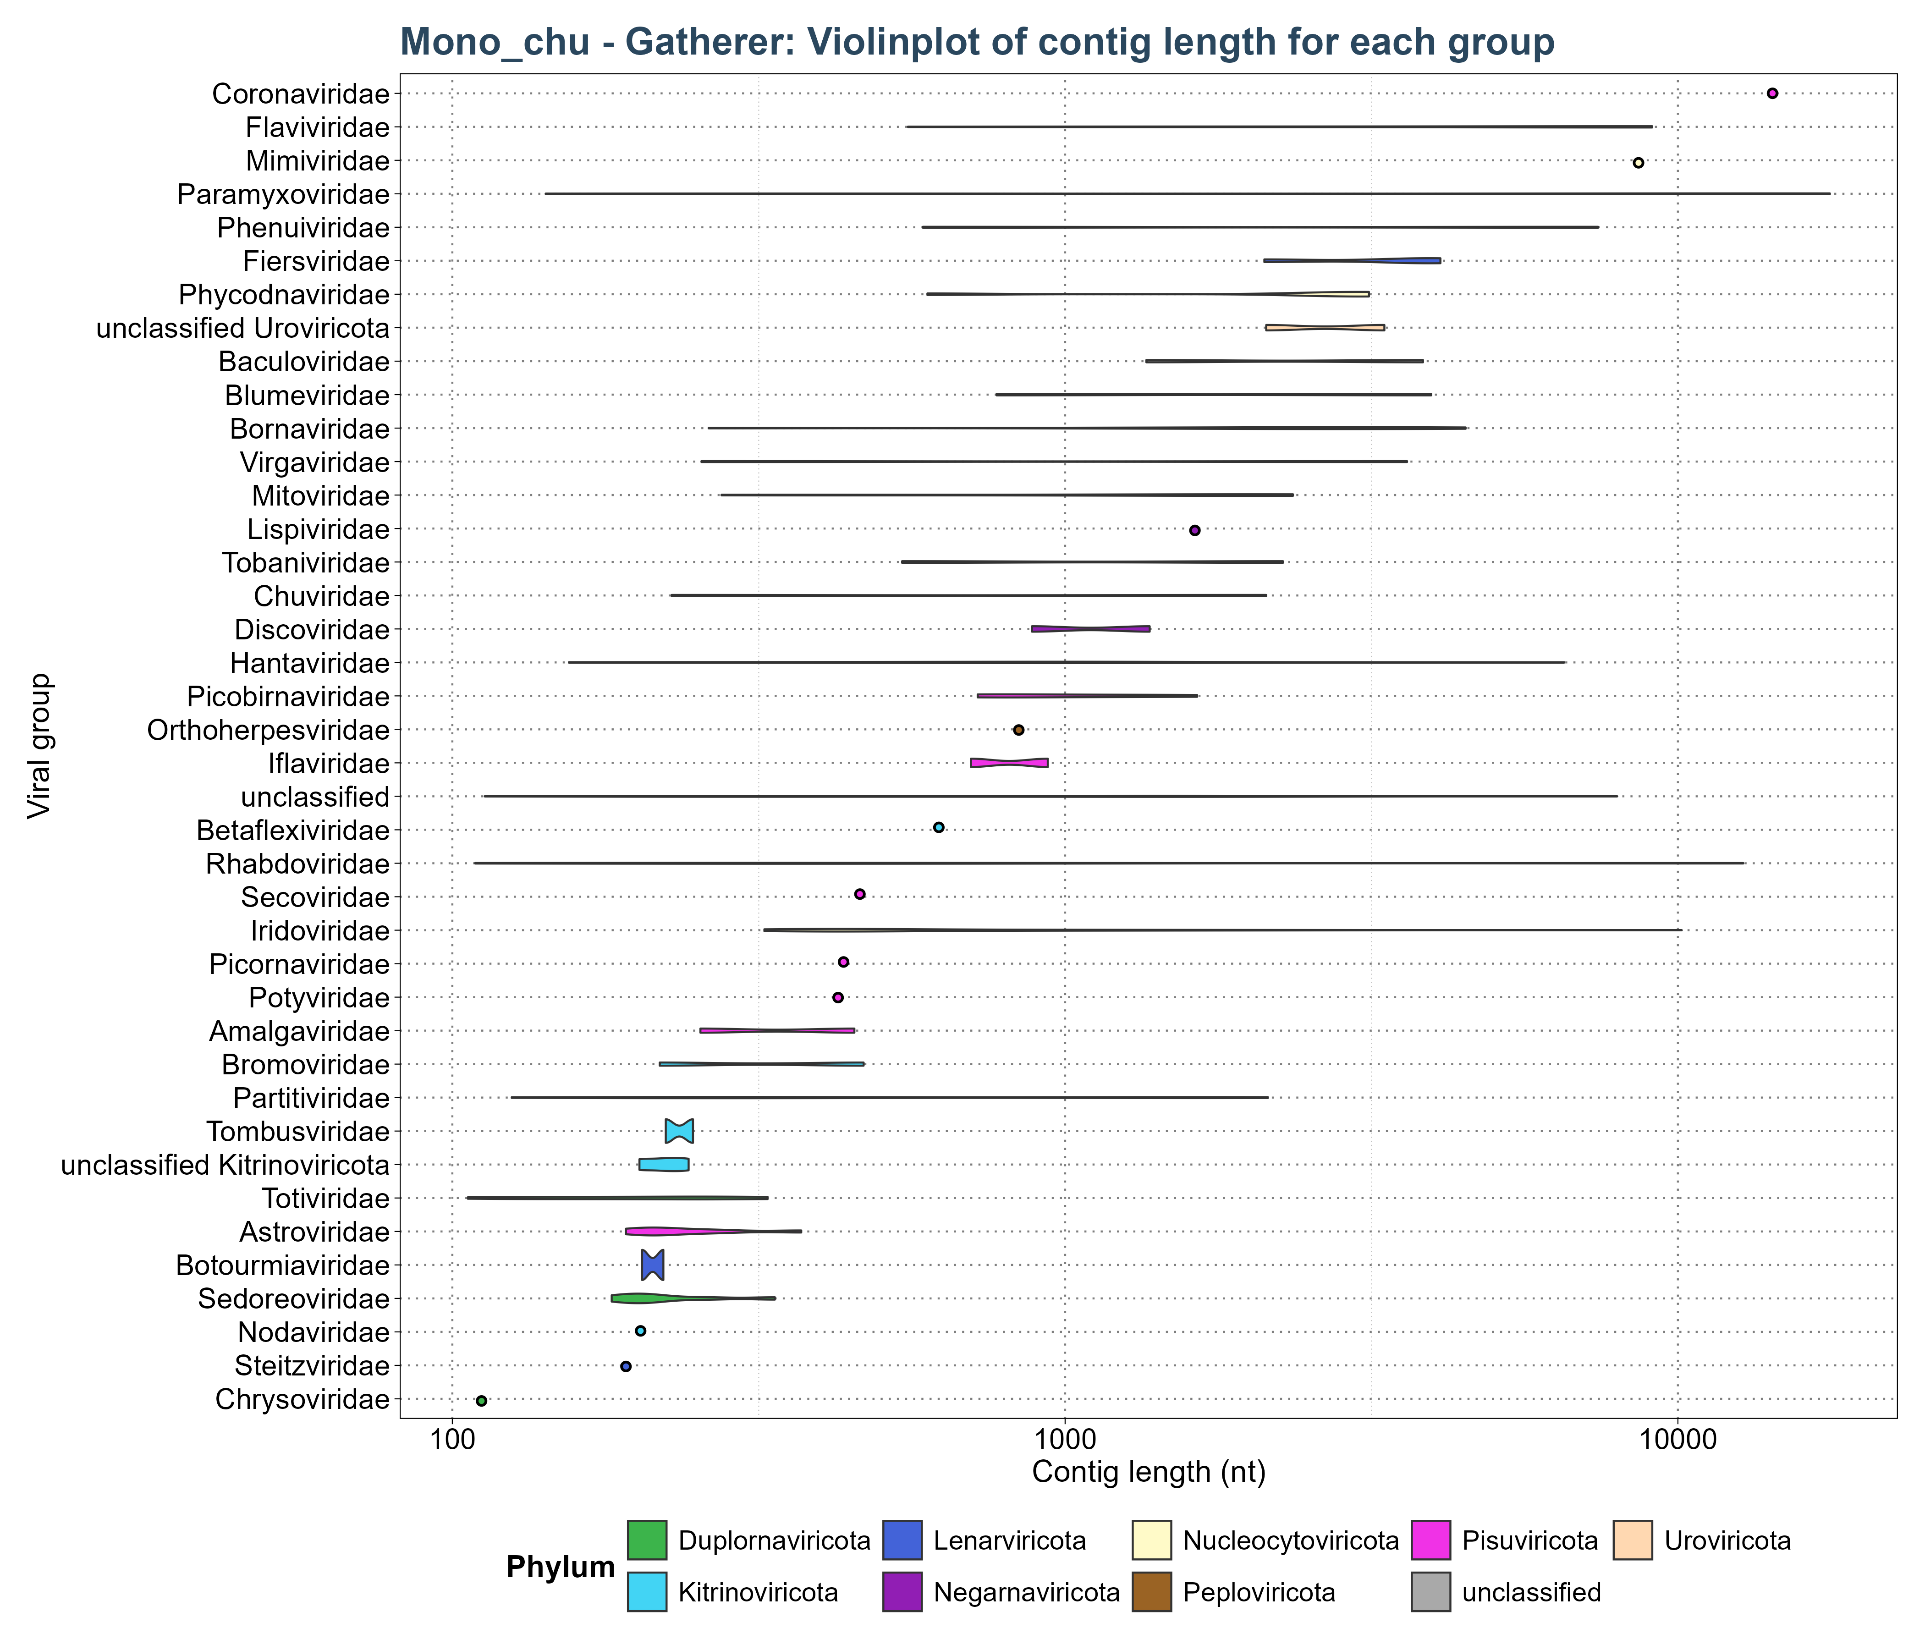 Mono_chu - Gatherer: Violinplot of contig length for each group
Coronaviridae
Flaviviridae
Mimiviridae
Paramyxoviridae
Phenuiviridae
Fiersviridae
Phycodnaviridae
unclassified Uroviricota
Baculoviridae
Blumeviridae
Bornaviridae
Virgaviridae
Mitoviridae
Lispiviridae
Tobaniviridae
Chuviridae
Discoviridae
Hantaviridae
Picobirnaviridae
Orthoherpesviridae
Iflaviridae
unclassified
Betaflexiviridae
Rhabdoviridae
Secoviridae
Iridoviridae
Picornaviridae
Potyviridae
Amalgaviridae
Bromoviridae
Partitiviridae
Tombusviridae
unclassified Kitrinoviricota
Totiviridae
Astroviridae
Botourmiaviridae
Sedoreoviridae
Nodaviridae
Steitzviridae
Chrysoviridae
Viral group
100 1000 10000
Contig length (nt)
Phylum
Duplornaviricota Lenarviricota Nucleocytoviricota Pisuviricota Uroviricota
Kitrinoviricota Negarnaviricota Peploviricota unclassified